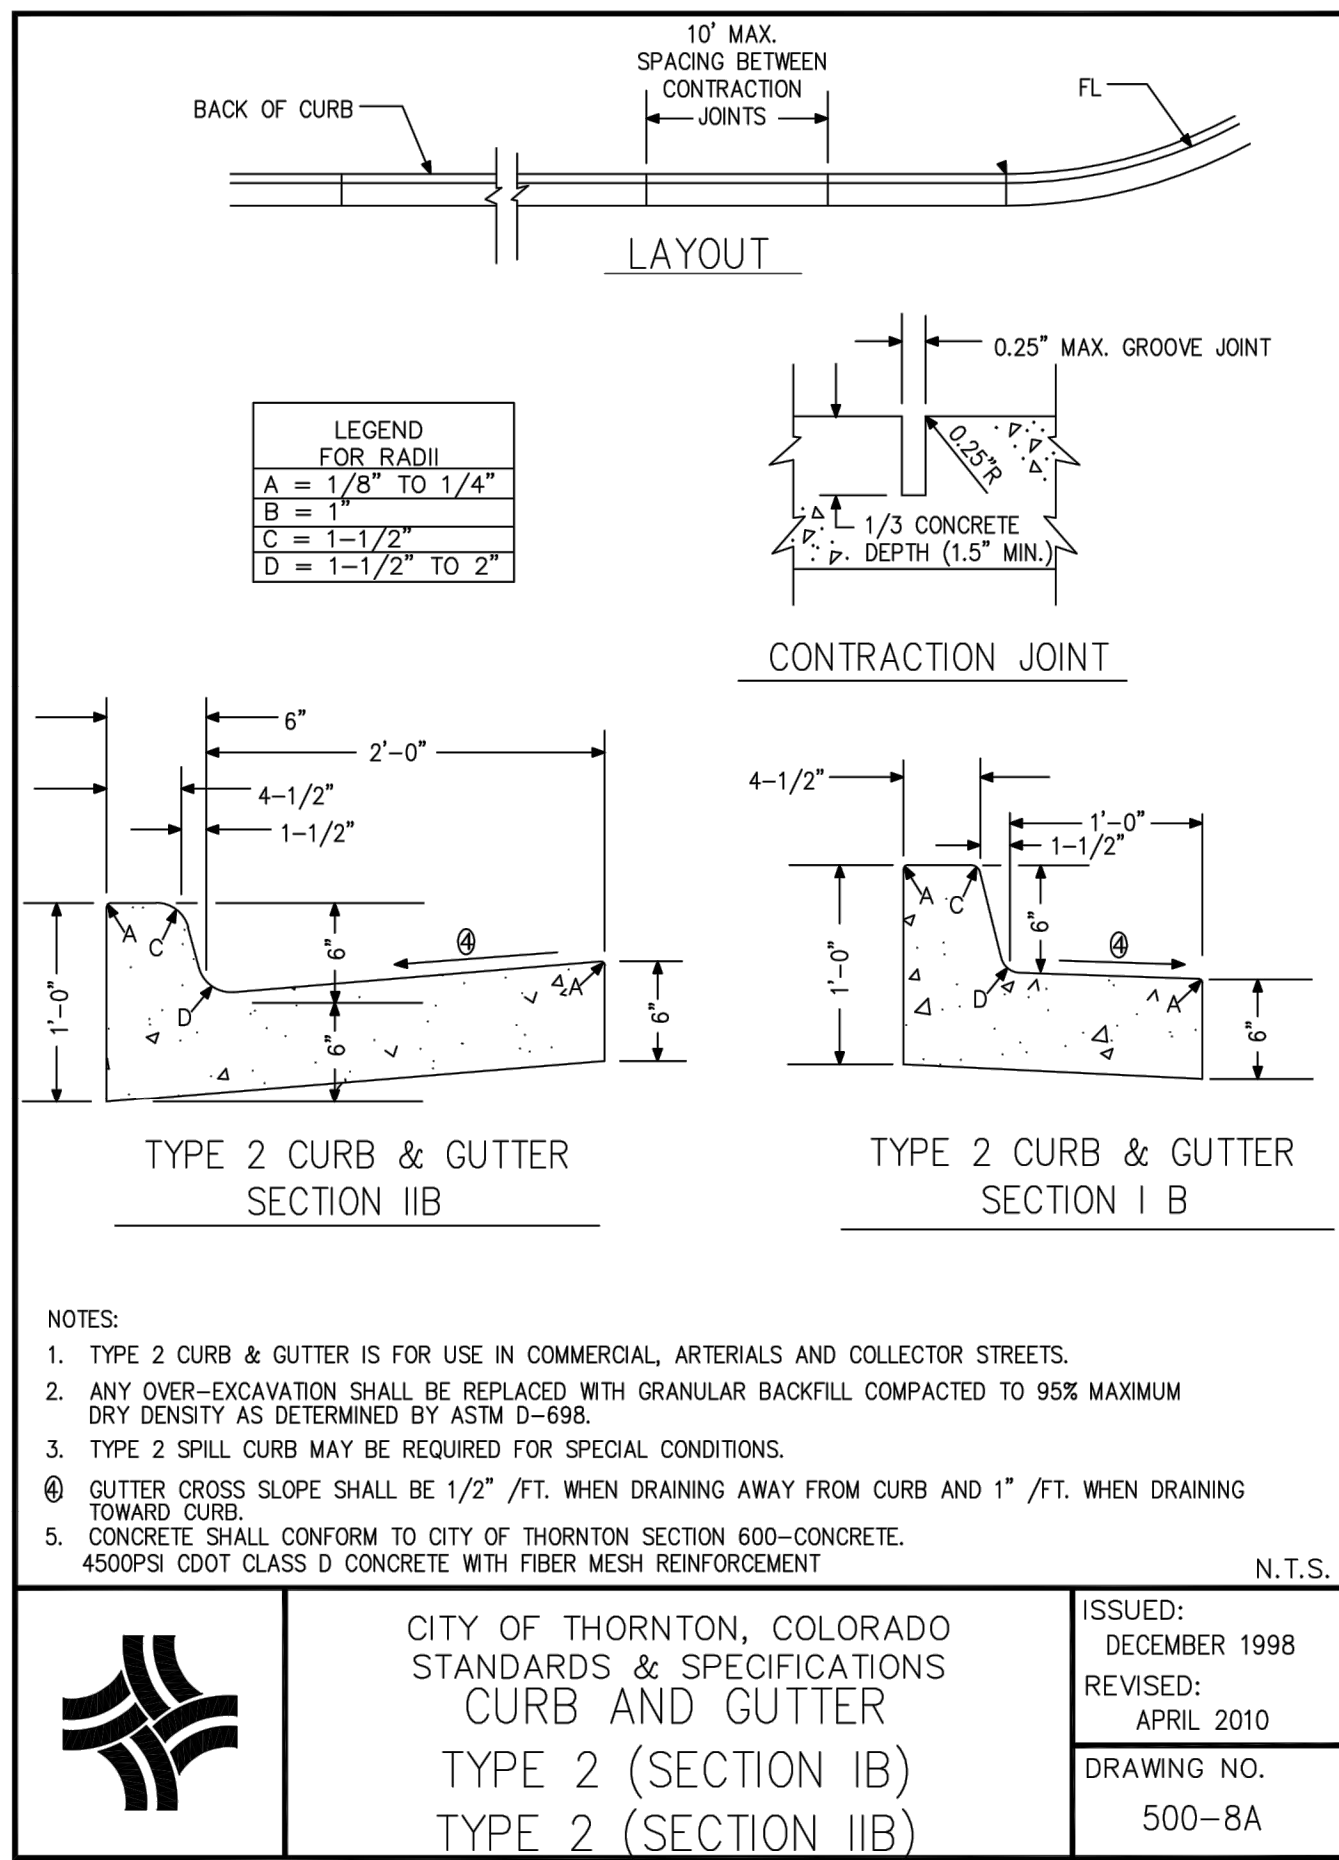 10' MAX.
SPACING BETWEEN
CONTRACTION
JOINTS
BACK OF CURB
FL
LAYOUT
0.25" MAX. GROOVE JOINT
0.25"R
1/3 CONCRETE
DEPTH (1.5" MIN.)
CONTRACTION JOINT
LEGEND
FOR RADII
A = 1/8" TO 1/4"
B = 1"
C = 1-1/2"
D = 1-1/2" TO 2"
6"
2'-0"
4-1/2"
1-1/2"
A
C
D
1'-0"
6"
6"
4
A
6"
TYPE 2 CURB & GUTTER
SECTION IIB
4-1/2"
1'-0"
1-1/2"
A
C
D
1'-0"
6"
4
A
6"
TYPE 2 CURB & GUTTER
SECTION I B
NOTES:
1. TYPE 2 CURB & GUTTER IS FOR USE IN COMMERCIAL, ARTERIALS AND COLLECTOR STREETS.
2. ANY OVER-EXCAVATION SHALL BE REPLACED WITH GRANULAR BACKFILL COMPACTED TO 95% MAXIMUM
DRY DENSITY AS DETERMINED BY ASTM D-698.
3. TYPE 2 SPILL CURB MAY BE REQUIRED FOR SPECIAL CONDITIONS.
4. GUTTER CROSS SLOPE SHALL BE 1/2" /FT. WHEN DRAINING AWAY FROM CURB AND 1" /FT. WHEN DRAINING
TOWARD CURB.
5. CONCRETE SHALL CONFORM TO CITY OF THORNTON SECTION 600-CONCRETE.
4500PSI CDOT CLASS D CONCRETE WITH FIBER MESH REINFORCEMENT
N.T.S.
CITY OF THORNTON, COLORADO
STANDARDS & SPECIFICATIONS
CURB AND GUTTER
TYPE 2 (SECTION IB)
TYPE 2 (SECTION IIB)
ISSUED:
DECEMBER 1998
REVISED:
APRIL 2010
DRAWING NO.
500-8A